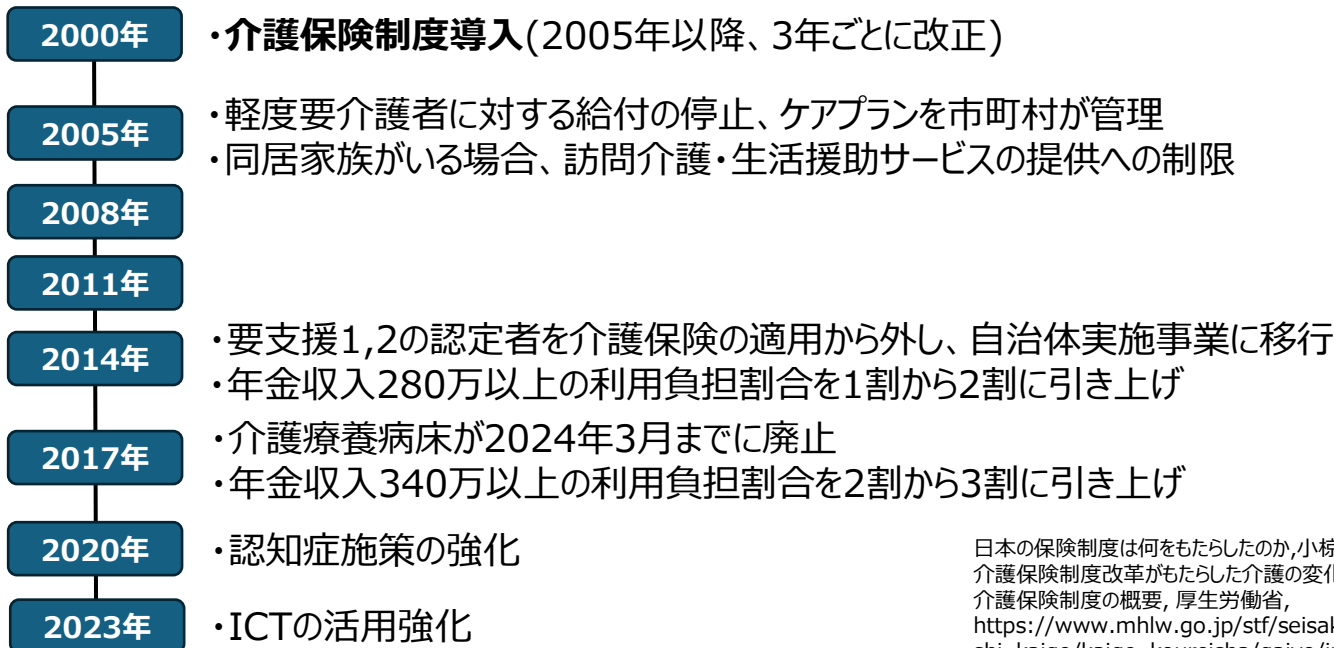 2000年
・介護保険制度導入(2005年以降、3年ごとに改正)
2005年
・軽度要介護者に対する給付の停止、ケアプランを市町村が管理
・同居家族がいる場合、訪問介護・生活援助サービスの提供への制限
2008年
2011年
2014年
・要支援1,2の認定者を介護保険の適用から外し、自治体実施事業に移行
・年金収入280万以上の利用負担割合を1割から2割に引き上げ
2017年
・介護療養病床が2024年3月までに廃止
・年金収入340万以上の利用負担割合を2割から3割に引き上げ
2020年
・認知症施策の強化
2023年
・ICTの活用強化
日本の保険制度は何をもたらしたのか,小椋
介護保険制度改革がもたらした介護の変化
介護保険制度の概要, 厚生労働省,
https://www.mhlw.go.jp/stf/seisak